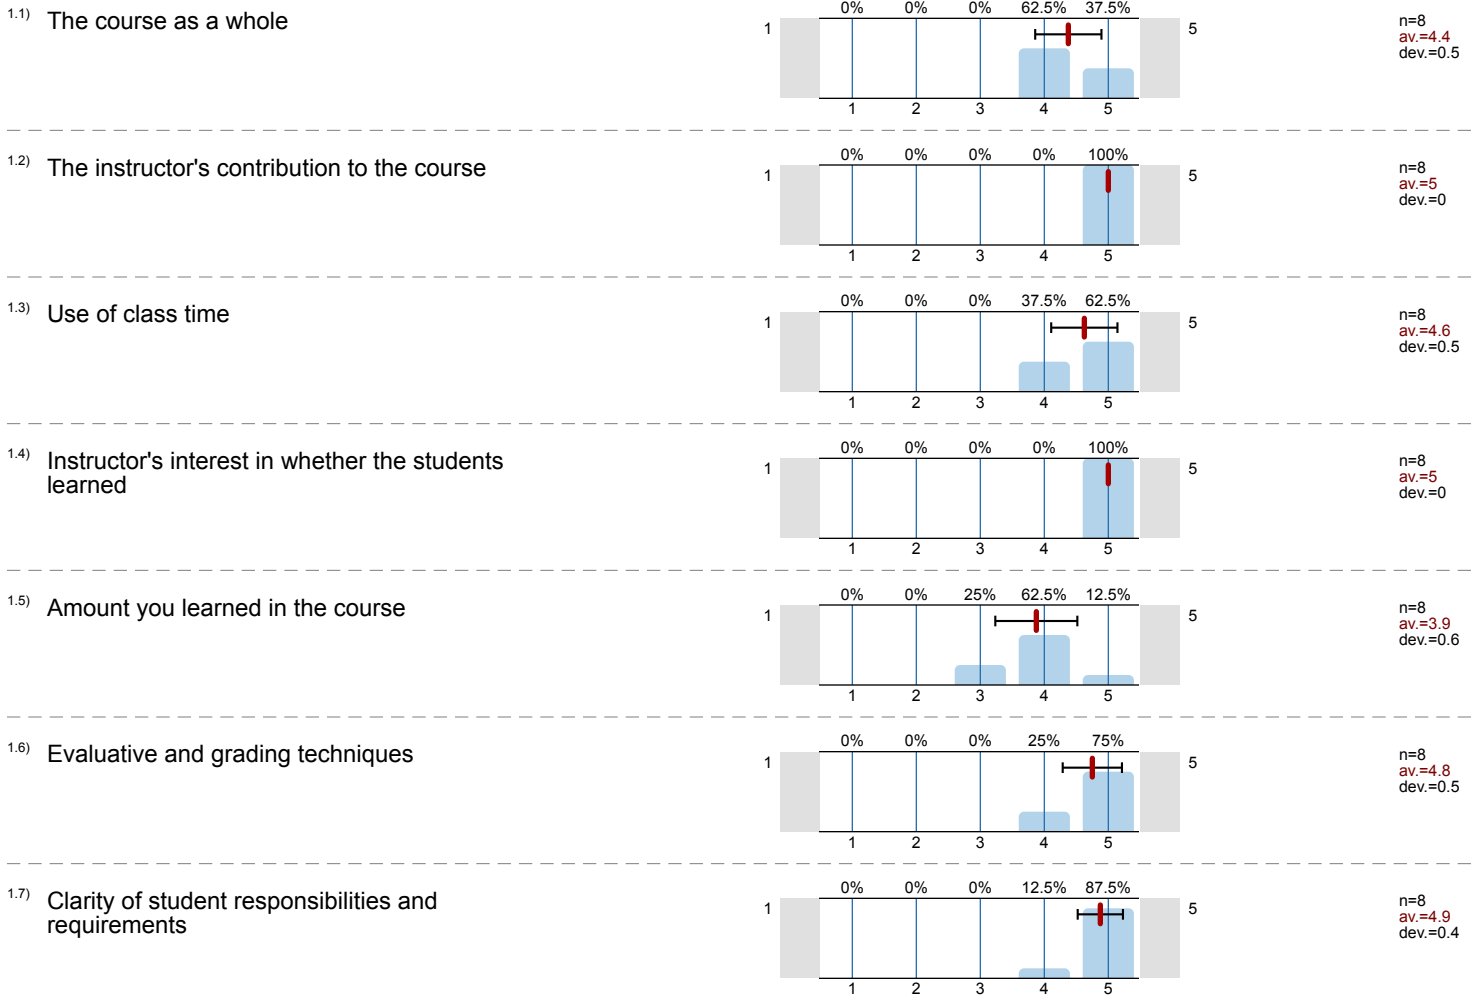 1.1) The course as a whole
0% 0% 0% 62.5% 37.5%
1 5
1 2 3 4 5
n=8
av.=4.4
dev.=0.5
1.2) The instructor's contribution to the course
0% 0% 0% 0% 100%
1 5
1 2 3 4 5
n=8
av.=5
dev.=0
1.3) Use of class time
0% 0% 0% 37.5% 62.5%
1 5
1 2 3 4 5
n=8
av.=4.6
dev.=0.5
1.4) Instructor's interest in whether the students
learned
0% 0% 0% 0% 100%
1 5
1 2 3 4 5
n=8
av.=5
dev.=0
1.5) Amount you learned in the course
0% 0% 25% 62.5% 12.5%
1 5
1 2 3 4 5
n=8
av.=3.9
dev.=0.6
1.6) Evaluative and grading techniques
0% 0% 0% 25% 75%
1 5
1 2 3 4 5
n=8
av.=4.8
dev.=0.5
1.7) Clarity of student responsibilities and
requirements
0% 0% 0% 12.5% 87.5%
1 5
1 2 3 4 5
n=8
av.=4.9
dev.=0.4